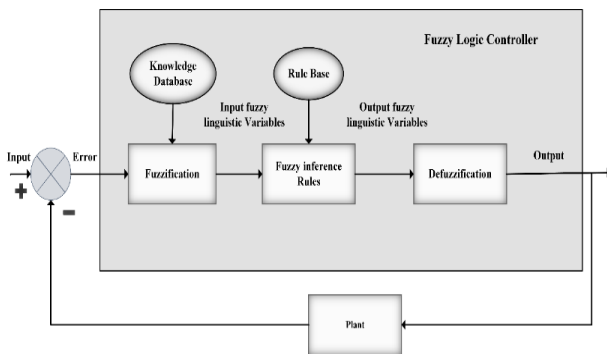 Fuzzy Logic Controller
Knowledge
Database
Rule Base
Input fuzzy
linguistic Variables
Output fuzzy
linguistic Variables
Input
Error
Output
+
Fuzzification
Fuzzy inference
Rules
Defuzzification
−
Plant